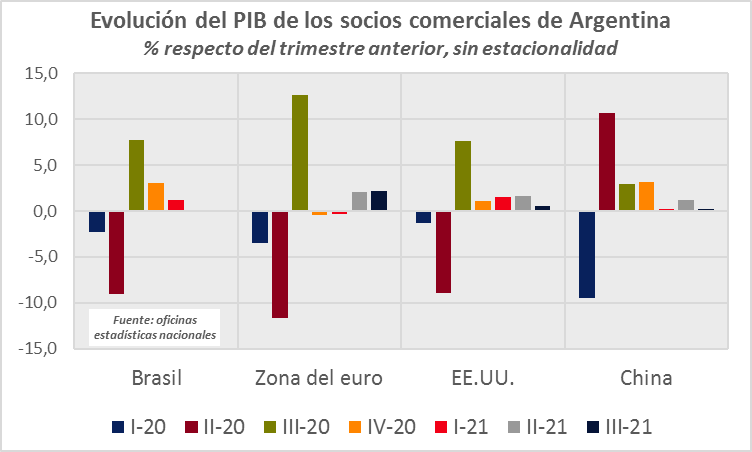 Evolución del PIB de los socios comerciales de Argentina
% respecto del trimestre anterior, sin estacionalidad
15,0
10,0
5,0
0,0
-5,0
-10,0
-15,0
Fuente: oficinas
estadísticas nacionales
Brasil Zona del euro EE.UU. China
I-20 II-20 III-20 IV-20 I-21 II-21 III-21